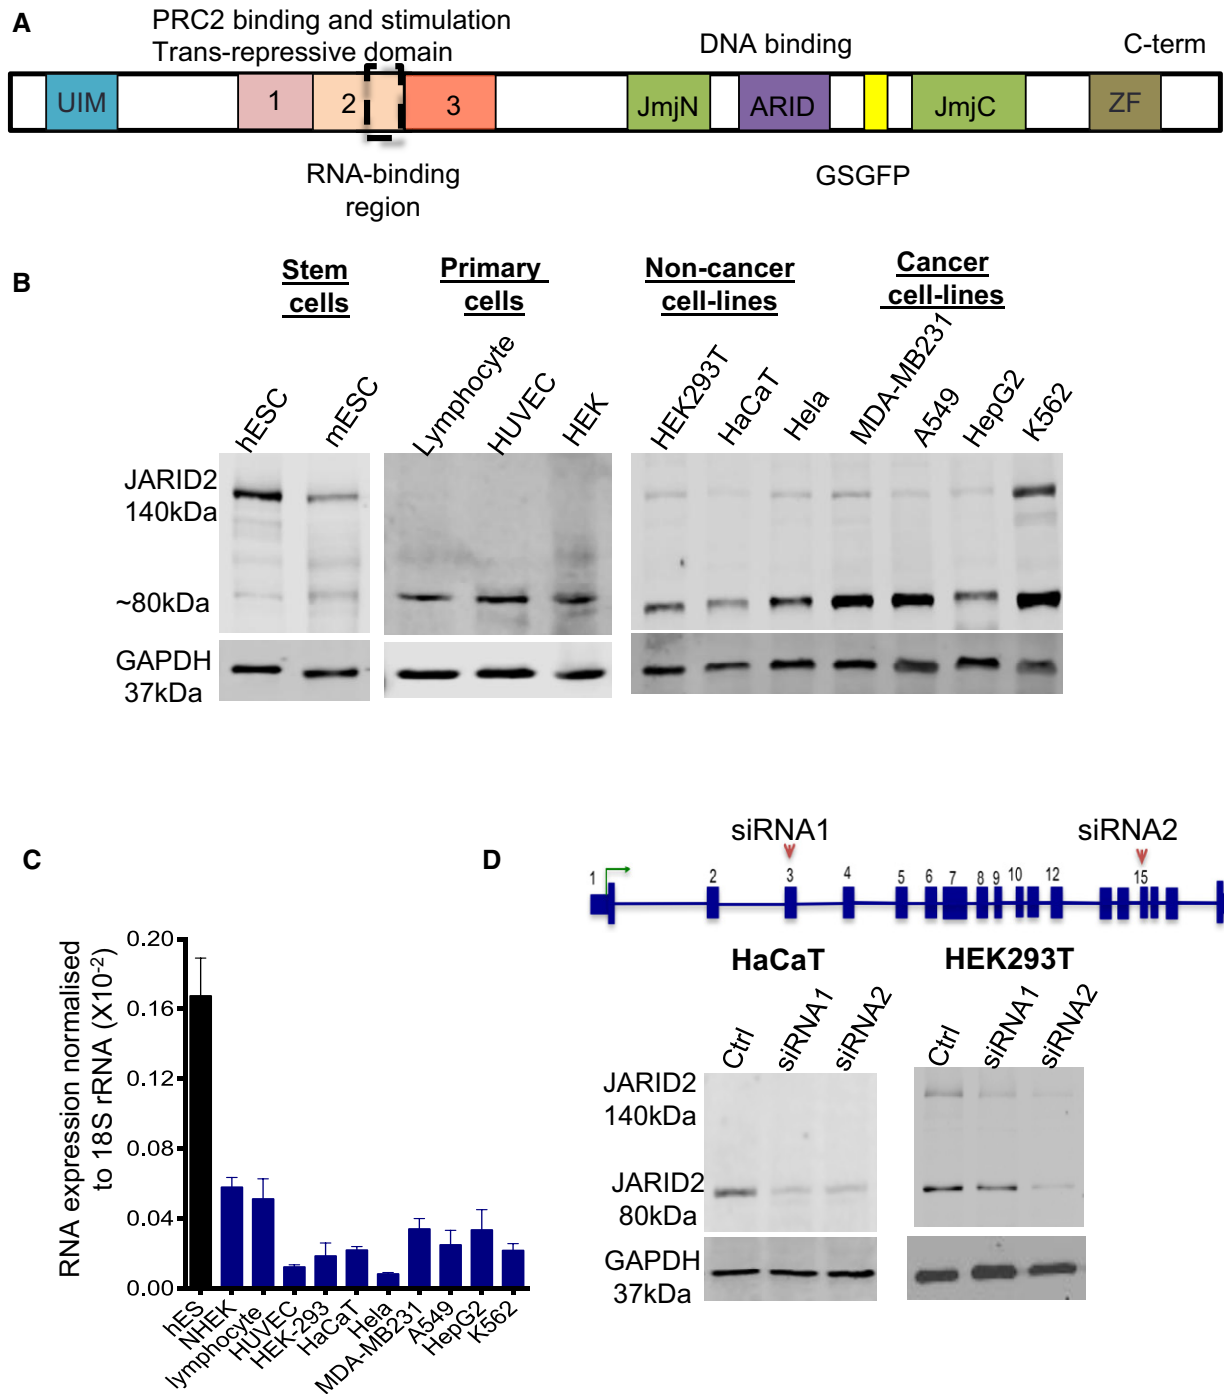 A
PRC2 binding and stimulation
Trans-repressive domain
DNA binding
C-term
UIM
1
2
3
JmjN
ARID
JmjC
ZF
RNA-binding
region
GSGFP
B
Stem
cells
Primary
cells
Non-cancer
cell-lines
Cancer
cell-lines
hESC
mESC
Lymphocyte
HUVEC
HEK
HEK293T
HaCaT
Hela
MDA-MB231
A549
HepG2
K562
JARID2
140kDa
~80kDa
GAPDH
37kDa
C
RNA expression normalised
to 18S rRNA (X10-2)
0.20
0.16
0.12
0.08
0.04
0.00
hES
NHEK
lymphocyte
HUVEC
HEK-293
HaCaT
Hela
MDA-MB231
A549
HepG2
K562
D
siRNA1
siRNA2
1
2
3
4
5
6
7
8
9
10
12
15
HaCaT
HEK293T
Ctrl
siRNA1
siRNA2
Ctrl
siRNA1
siRNA2
JARID2
140kDa
JARID2
80kDa
GAPDH
37kDa